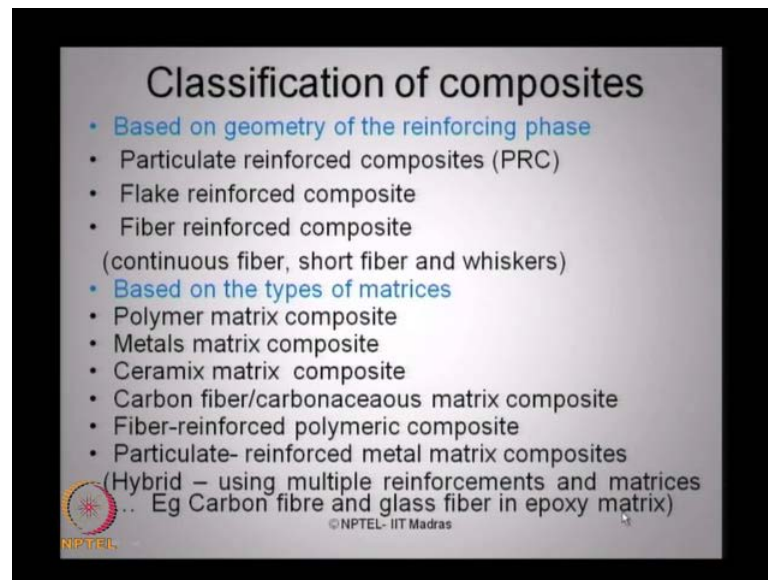 Classification of composites
• Based on geometry of the reinforcing phase
• Particulate reinforced composites (PRC)
• Flake reinforced composite
• Fiber reinforced composite
(continuous fiber, short fiber and whiskers)
• Based on the types of matrices
• Polymer matrix composite
• Metals matrix composite
• Ceramix matrix composite
• Carbon fiber/carbonaceaous matrix composite
• Fiber-reinforced polymeric composite
• Particulate- reinforced metal matrix composites
(Hybrid – using multiple reinforcements and matrices
.. Eg Carbon fibre and glass fiber in epoxy matrix)
©NPTEL- IIT Madras
NPTEL